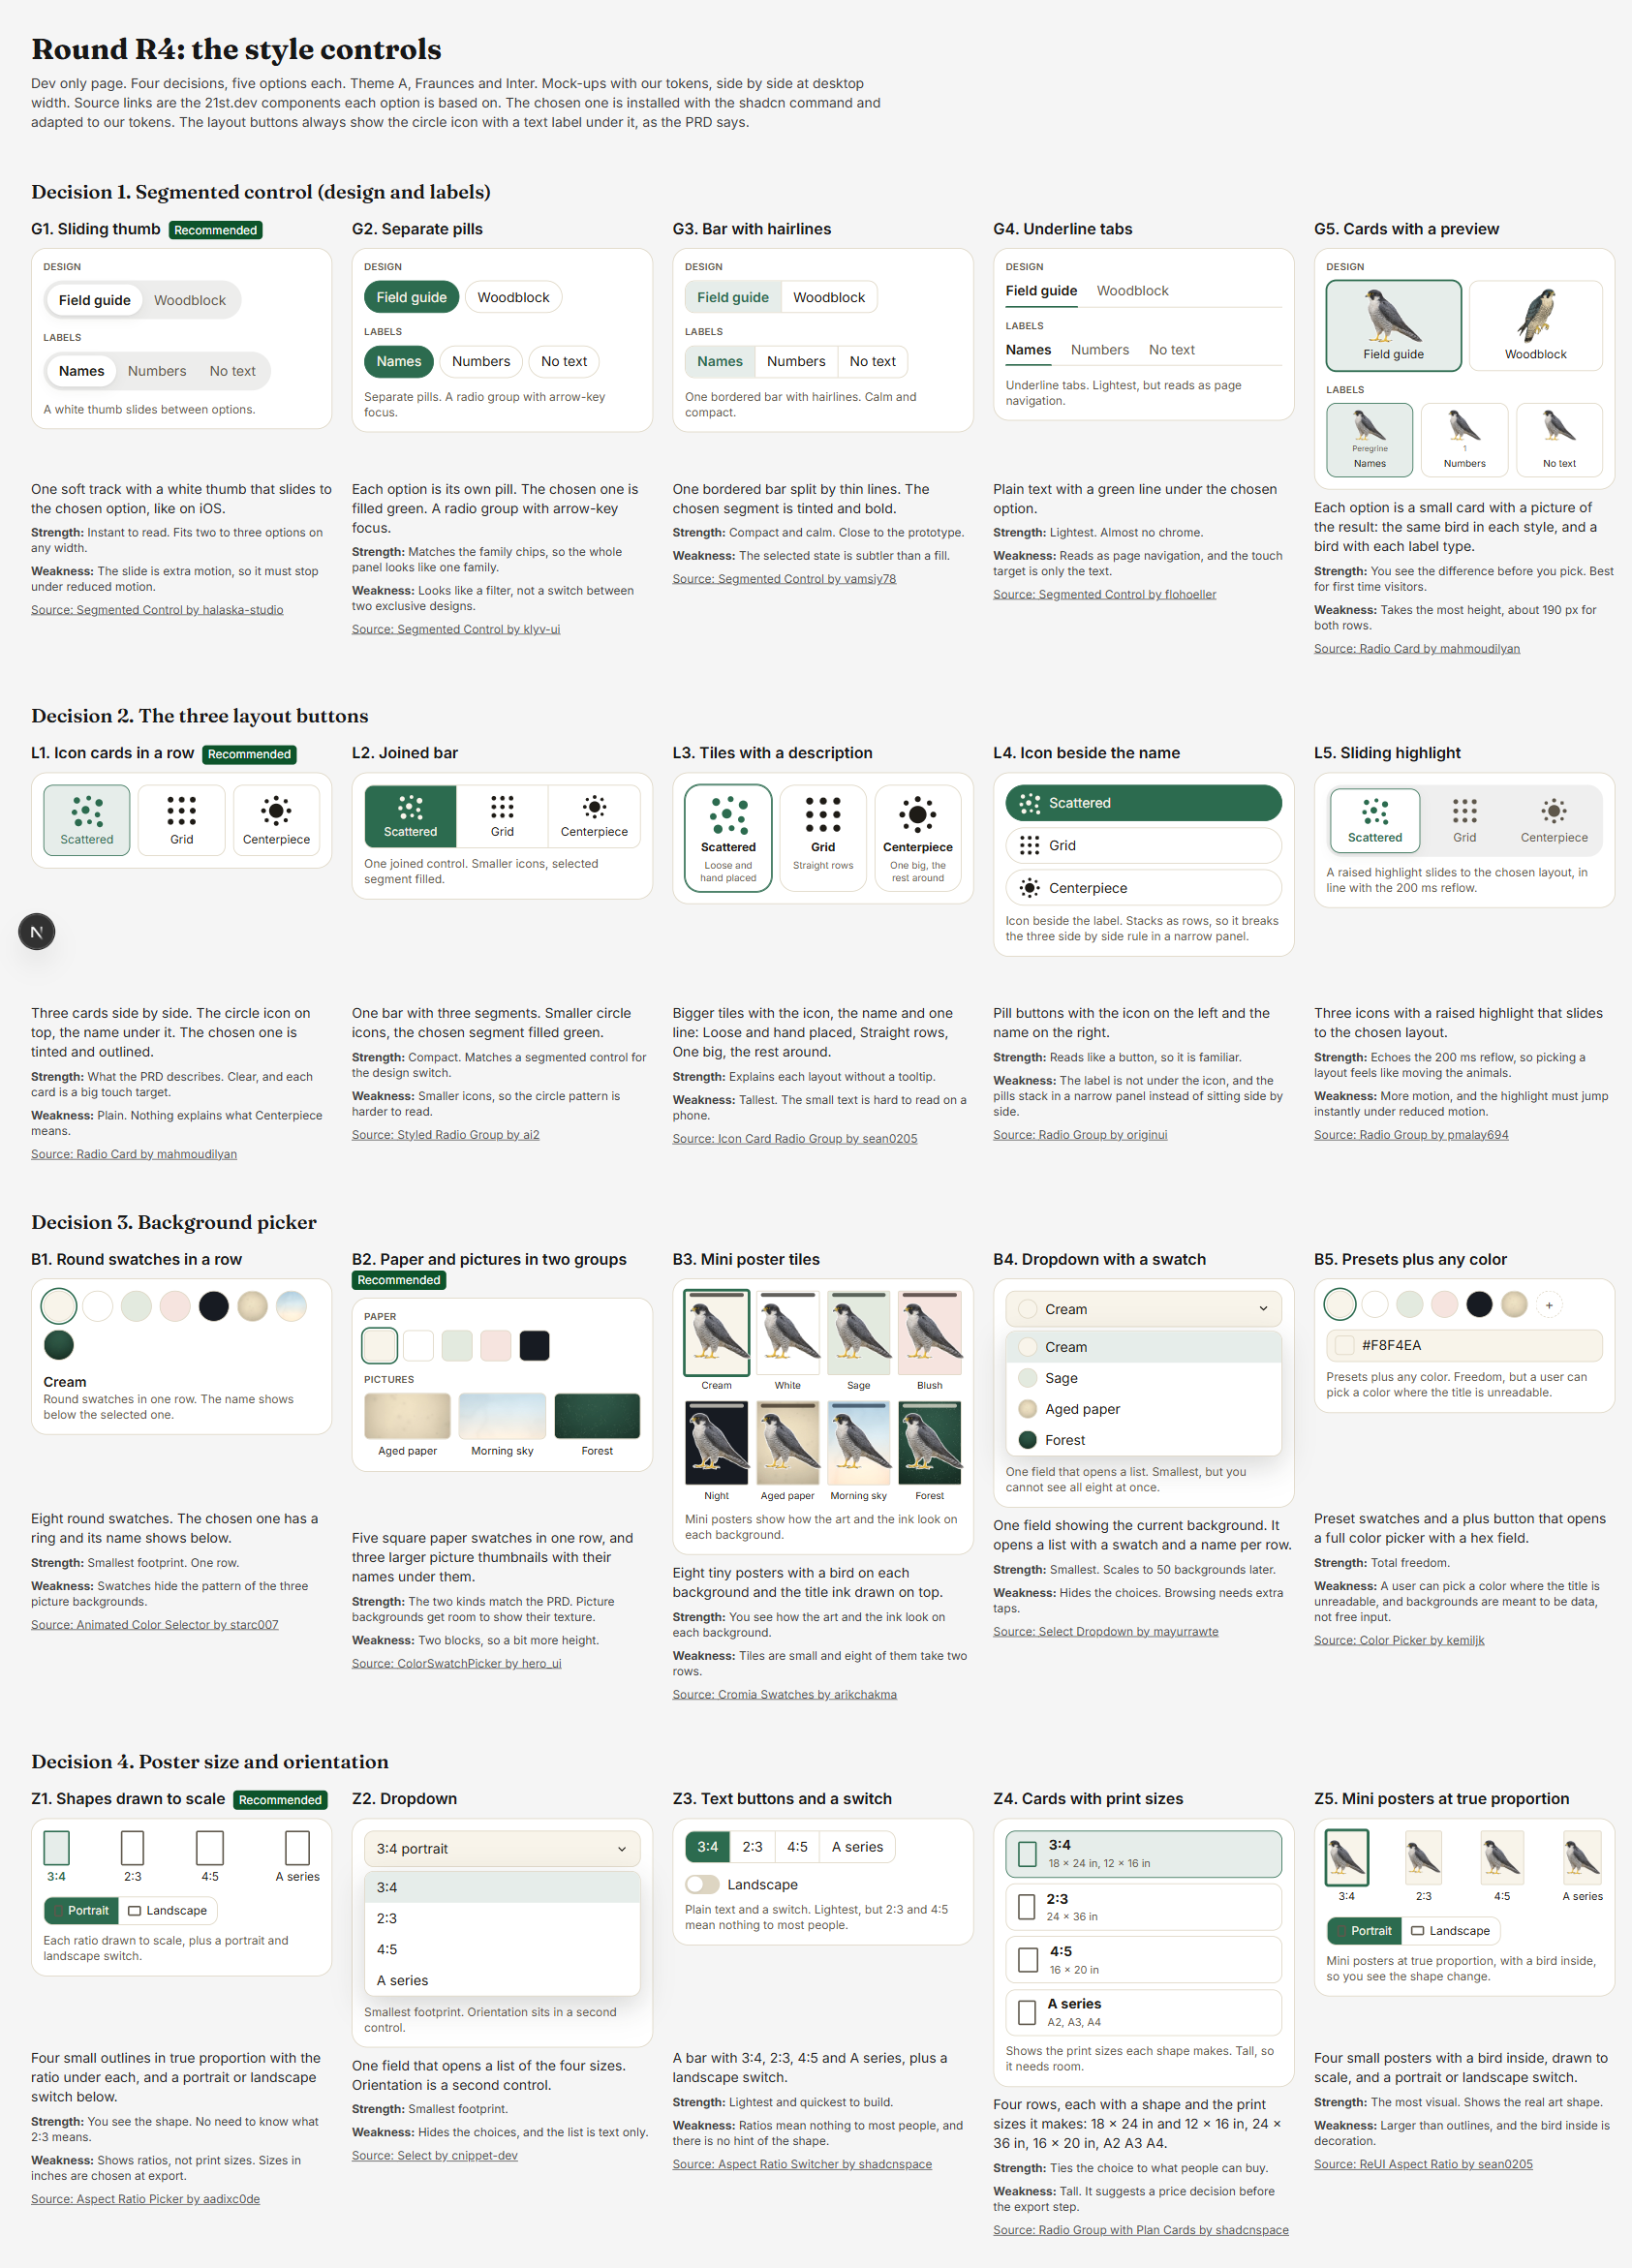 Round R4: the style controls
Dev only page. Four decisions, five options each. Theme A, Fraunces and Inter. Mock-ups with our tokens, side by side at desktop
width. Source links are the 21st.dev components each option is based on. The chosen one is installed with the shadcn command and
adapted to our tokens. The layout buttons always show the circle icon with a text label under it, as the PRD says.
Decision 1. Segmented control (design and labels)
G1. Sliding thumb Recommended
DESIGN
Field guide Woodblock
LABELS
Names Numbers No text
A white thumb slides between options.
One soft track with a white thumb that slides to
the chosen option, like on iOS.
Strength: Instant to read. Fits two to three options on
any width.
Weakness: The slide is extra motion, so it must stop
under reduced motion.
Source: Segmented Control by halaska-studio
G2. Separate pills
DESIGN
Field guide Woodblock
LABELS
Names Numbers No text
Separate pills. A radio group with arrow-key
focus.
Each option is its own pill. The chosen one is
filled green. A radio group with arrow-key
focus.
Strength: Matches the family chips, so the whole
panel looks like one family.
Weakness: Looks like a filter, not a switch between
two exclusive designs.
Source: Segmented Control by klyv-ui
G3. Bar with hairlines
DESIGN
Field guide Woodblock
LABELS
Names Numbers No text
One bordered bar with hairlines. Calm and
compact.
One bordered bar split by thin lines. The
chosen segment is tinted and bold.
Strength: Compact and calm. Close to the prototype.
Weakness: The selected state is subtler than a fill.
Source: Segmented Control by vamsiy78
G4. Underline tabs
DESIGN
Field guide Woodblock
LABELS
Names Numbers No text
Underline tabs. Lightest, but reads as page
navigation.
Plain text with a green line under the chosen
option.
Strength: Lightest. Almost no chrome.
Weakness: Reads as page navigation, and the touch
target is only the text.
Source: Segmented Control by flohoeller
G5. Cards with a preview
DESIGN
Field guide Woodblock
LABELS
Peregrine 1
Names Numbers No text
Each option is a small card with a picture of
the result: the same bird in each style, and a
bird with each label type.
Strength: You see the difference before you pick. Best
for first time visitors.
Weakness: Takes the most height, about 190 px for
both rows.
Source: Radio Card by mahmoudilyan
Decision 2. The three layout buttons
L1. Icon cards in a row Recommended
Scattered Grid Centerpiece
N
Three cards side by side. The circle icon on
top, the name under it. The chosen one is
tinted and outlined.
Strength: What the PRD describes. Clear, and each
card is a big touch target.
Weakness: Plain. Nothing explains what Centerpiece
means.
Source: Radio Card by mahmoudilyan
L2. Joined bar
Scattered Grid Centerpiece
One joined control. Smaller icons, selected
segment filled.
One bar with three segments. Smaller circle
icons, the chosen segment filled green.
Strength: Compact. Matches a segmented control for
the design switch.
Weakness: Smaller icons, so the circle pattern is
harder to read.
Source: Styled Radio Group by ai2
L3. Tiles with a description
Scattered Grid Centerpiece
Loose and Straight rows One big, the
hand placed rest around
Bigger tiles with the icon, the name and one
line: Loose and hand placed, Straight rows,
One big, the rest around.
Strength: Explains each layout without a tooltip.
Weakness: Tallest. The small text is hard to read on a
phone.
Source: Icon Card Radio Group by sean0205
L4. Icon beside the name
Scattered
Grid
Centerpiece
Icon beside the label. Stacks as rows, so it breaks
the three side by side rule in a narrow panel.
Pill buttons with the icon on the left and the
name on the right.
Strength: Reads like a button, so it is familiar.
Weakness: The label is not under the icon, and the
pills stack in a narrow panel instead of sitting side by
side.
Source: Radio Group by originui
L5. Sliding highlight
Scattered Grid Centerpiece
A raised highlight slides to the chosen layout, in
line with the 200 ms reflow.
Three icons with a raised highlight that slides
to the chosen layout.
Strength: Echoes the 200 ms reflow, so picking a
layout feels like moving the animals.
Weakness: More motion, and the highlight must jump
instantly under reduced motion.
Source: Radio Group by pmalay694
Decision 3. Background picker
B1. Round swatches in a row
Cream
Round swatches in one row. The name shows
below the selected one.
Eight round swatches. The chosen one has a
ring and its name shows below.
Strength: Smallest footprint. One row.
Weakness: Swatches hide the pattern of the three
picture backgrounds.
Source: Animated Color Selector by starc007
B2. Paper and pictures in two groups
Recommended
PAPER
PICTURES
Aged paper Morning sky Forest
Five square paper swatches in one row, and
three larger picture thumbnails with their
names under them.
Strength: The two kinds match the PRD. Picture
backgrounds get room to show their texture.
Weakness: Two blocks, so a bit more height.
Source: ColorSwatchPicker by hero_ui
B3. Mini poster tiles
Cream White Sage Blush
Night Aged paper Morning sky Forest
Mini posters show how the art and the ink look on
each background.
Eight tiny posters with a bird on each
background and the title ink drawn on top.
Strength: You see how the art and the ink look on
each background.
Weakness: Tiles are small and eight of them take two
rows.
Source: Cromia Swatches by arikchakma
B4. Dropdown with a swatch
Cream
Cream
Sage
Aged paper
Forest
One field that opens a list. Smallest, but you
cannot see all eight at once.
One field showing the current background. It
opens a list with a swatch and a name per row.
Strength: Smallest. Scales to 50 backgrounds later.
Weakness: Hides the choices. Browsing needs extra
taps.
Source: Select Dropdown by mayurrawte
B5. Presets plus any color
+
#F8F4EA
Presets plus any color. Freedom, but a user can
pick a color where the title is unreadable.
Preset swatches and a plus button that opens
a full color picker with a hex field.
Strength: Total freedom.
Weakness: A user can pick a color where the title is
unreadable, and backgrounds are meant to be data,
not free input.
Source: Color Picker by kemiljk
Decision 4. Poster size and orientation
Z1. Shapes drawn to scale Recommended
3:4 2:3 4:5 A series
Portrait Landscape
Each ratio drawn to scale, plus a portrait and
landscape switch.
Four small outlines in true proportion with the
ratio under each, and a portrait or landscape
switch below.
Strength: You see the shape. No need to know what
2:3 means.
Weakness: Shows ratios, not print sizes. Sizes in
inches are chosen at export.
Source: Aspect Ratio Picker by aadixc0de
Z2. Dropdown
3:4 portrait
3:4
2:3
4:5
A series
Smallest footprint. Orientation sits in a second
control.
One field that opens a list of the four sizes.
Orientation is a second control.
Strength: Smallest footprint.
Weakness: Hides the choices, and the list is text only.
Source: Select by cnippet-dev
Z3. Text buttons and a switch
3:4 2:3 4:5 A series
Landscape
Plain text and a switch. Lightest, but 2:3 and 4:5
mean nothing to most people.
A bar with 3:4, 2:3, 4:5 and A series, plus a
landscape switch.
Strength: Lightest and quickest to build.
Weakness: Ratios mean nothing to most people, and
there is no hint of the shape.
Source: Aspect Ratio Switcher by shadcnspace
Z4. Cards with print sizes
3:4
18 × 24 in, 12 × 16 in
2:3
24 × 36 in
4:5
16 × 20 in
A series
A2, A3, A4
Shows the print sizes each shape makes. Tall, so
it needs room.
Four rows, each with a shape and the print
sizes it makes: 18 × 24 in and 12 × 16 in, 24 ×
36 in, 16 × 20 in, A2 A3 A4.
Strength: Ties the choice to what people can buy.
Weakness: Tall. It suggests a price decision before
the export step.
Source: Radio Group with Plan Cards by shadcnspace
Z5. Mini posters at true proportion
3:4 2:3 4:5 A series
Portrait Landscape
Mini posters at true proportion, with a bird inside,
so you see the shape change.
Four small posters with a bird inside, drawn to
scale, and a portrait or landscape switch.
Strength: The most visual. Shows the real art shape.
Weakness: Larger than outlines, and the bird inside is
decoration.
Source: ReUI Aspect Ratio by sean0205